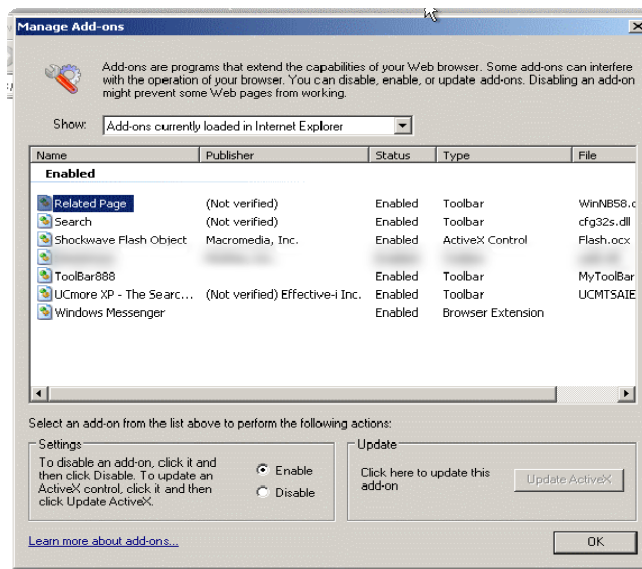 Manage Add-ons
Add-ons are programs that extend the capabilities of your Web browser. Some add-ons can interfere
with the operation of your browser. You can disable, enable, or update add-ons. Disabling an add-on
might prevent some Web pages from working.
Show: Add-ons currently loaded in Internet Explorer
Name Publisher Status Type File
Enabled
Related Page (Not verified) Enabled Toolbar WinNB58.c
Search (Not verified) Enabled Toolbar cfg32s.dll
Shockwave Flash Object Macromedia, Inc. Enabled ActiveX Control Flash.ocx
ToolBar888 Enabled Toolbar MyToolBar
UCmore XP - The Searc... (Not verified) Effective-i Inc. Enabled Toolbar UCMTSAIE
Windows Messenger Enabled Browser Extension
Select an add-on from the list above to perform the following actions:
Settings
To disable an add-on, click it and
then click Disable. To update an
ActiveX control, click it and then
click Update ActiveX.
Enable
Disable
Update
Click here to update this
add-on
Update ActiveX
Learn more about add-ons...
OK